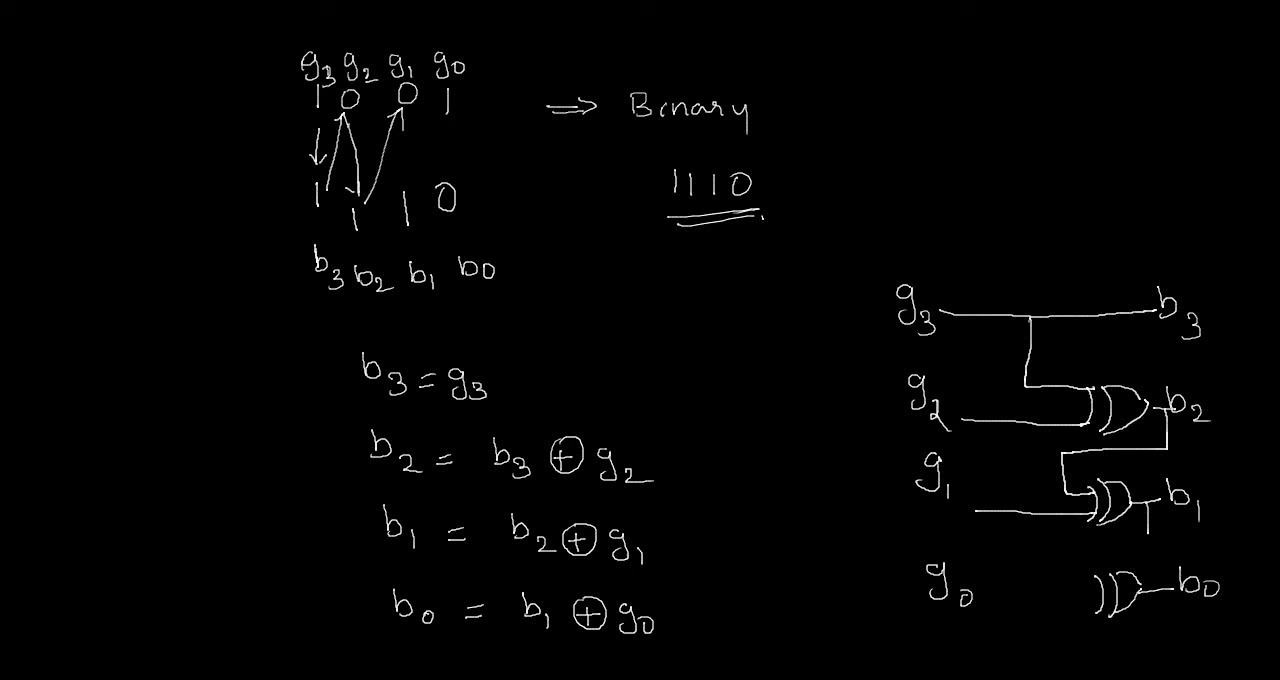 g3 g2 g1 g0
1 0 0 1 ⇒ Binary
1 1 1 0
1110
b3 b2 b1 b0
b3 = g3
b2 = b3 ⊕ g2
b1 = b2 ⊕ g1
b0 = b1 ⊕ g0
g3 b3
g2 b2
g1 b1
g0 b0